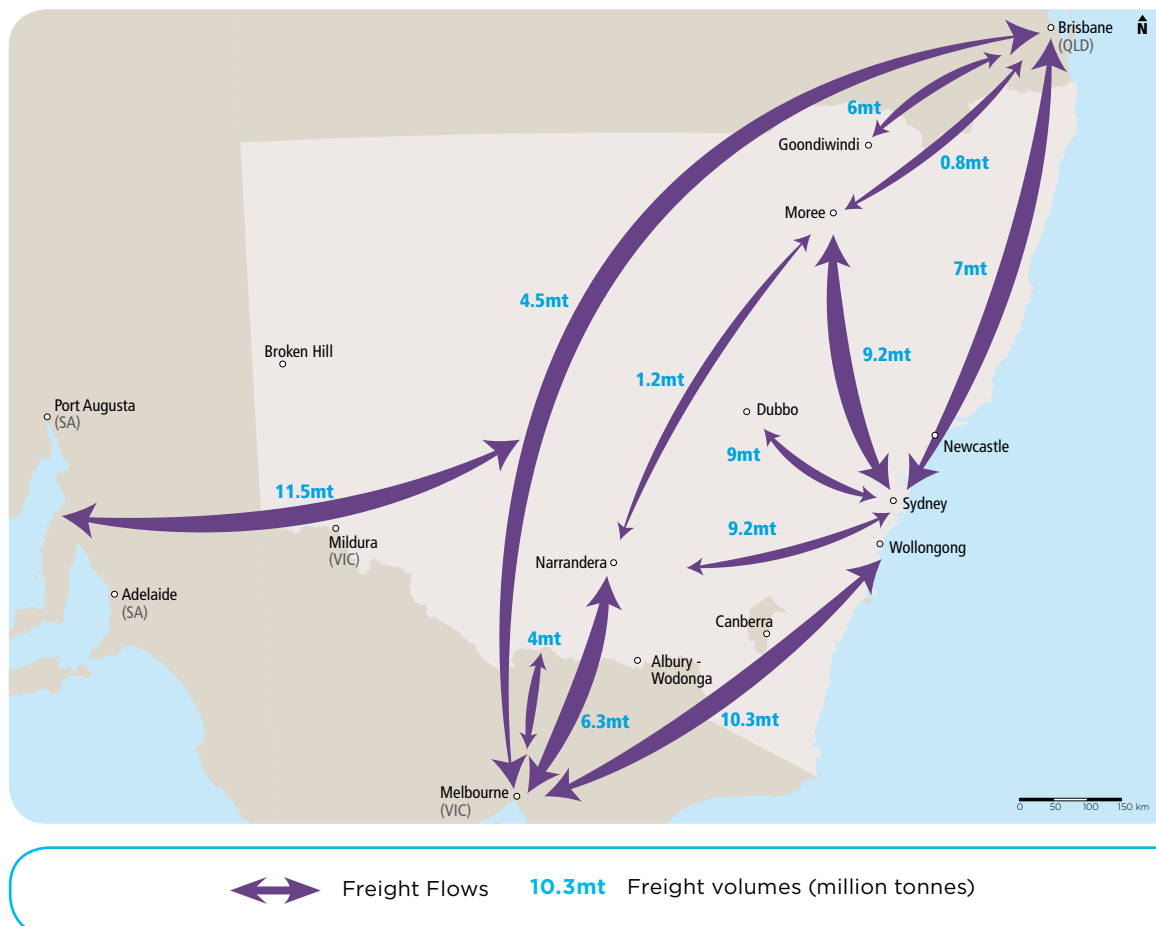 Brisbane
(QLD)
N
6mt
Goondiwindi
0.8mt
Moree
7mt
4.5mt
Broken Hill
9.2mt
1.2mt
Port Augusta
(SA)
Dubbo
Newcastle
9mt
11.5mt
Sydney
9.2mt
Mildura
(VIC)
Wollongong
Narrandera
Adelaide
(SA)
Canberra
4mt
Albury -
Wodonga
6.3mt
10.3mt
Melbourne
(VIC)
0 50 100 150 km
Freight Flows 10.3mt Freight volumes (million tonnes)